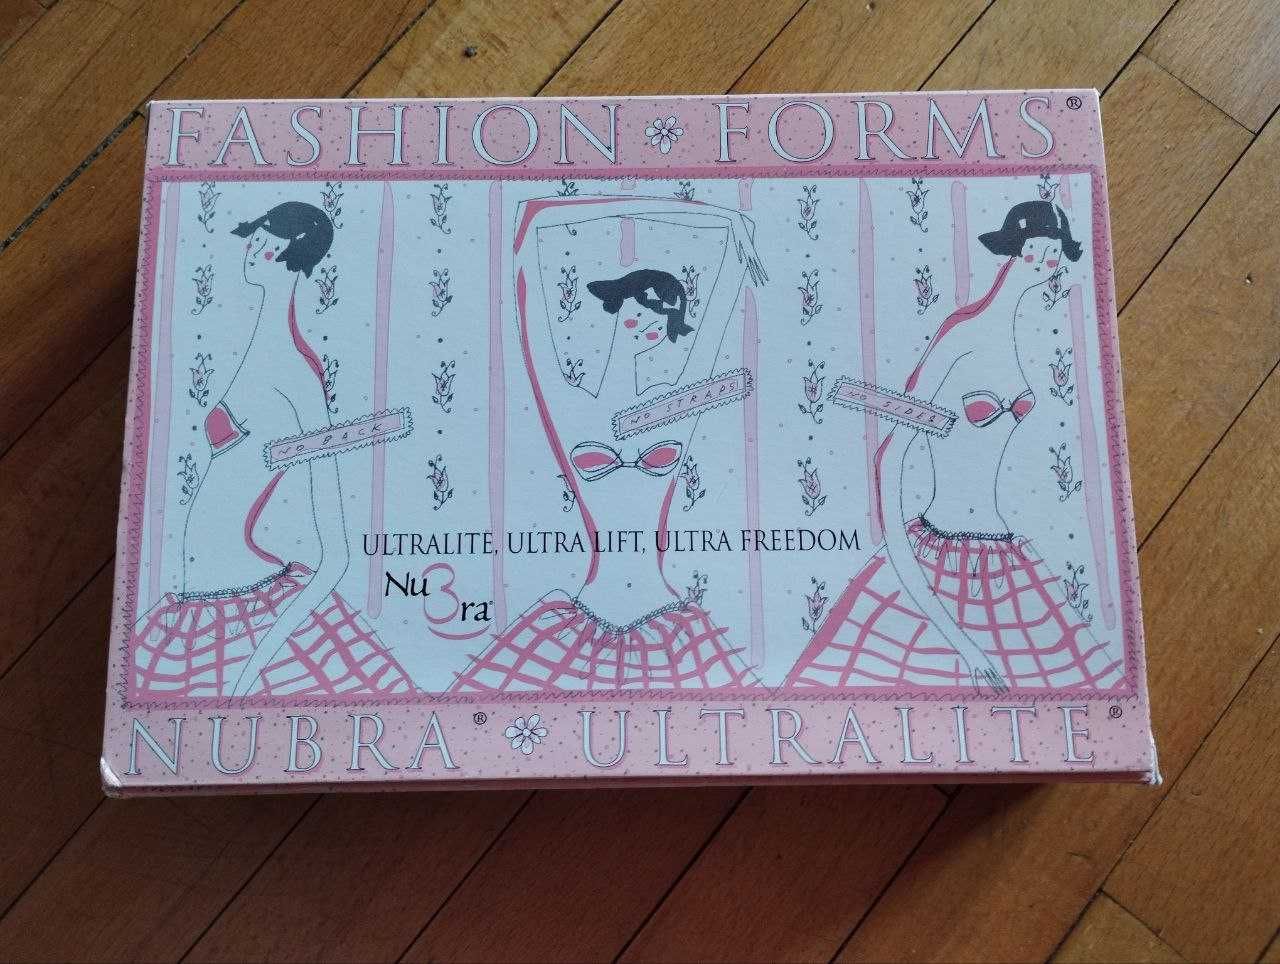 FASHION FORMS®
NO BACK
NO STRAPS
NO SIDES
ULTRALITE, ULTRA LIFT, ULTRA FREEDOM
NuBra®
NUBRA® ULTRALITE®